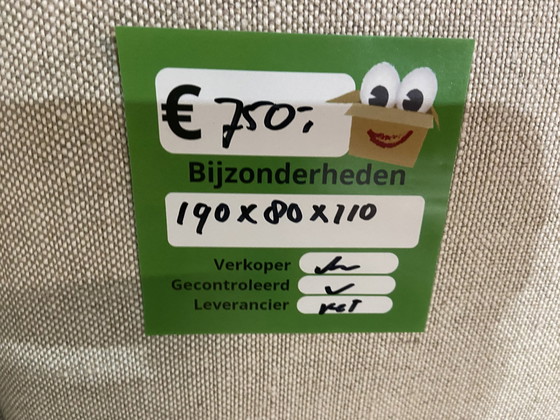 € 750,-
Bijzonderheden
190 x 80 x 110
Verkoper
Gecontroleerd ✓
Leverancier